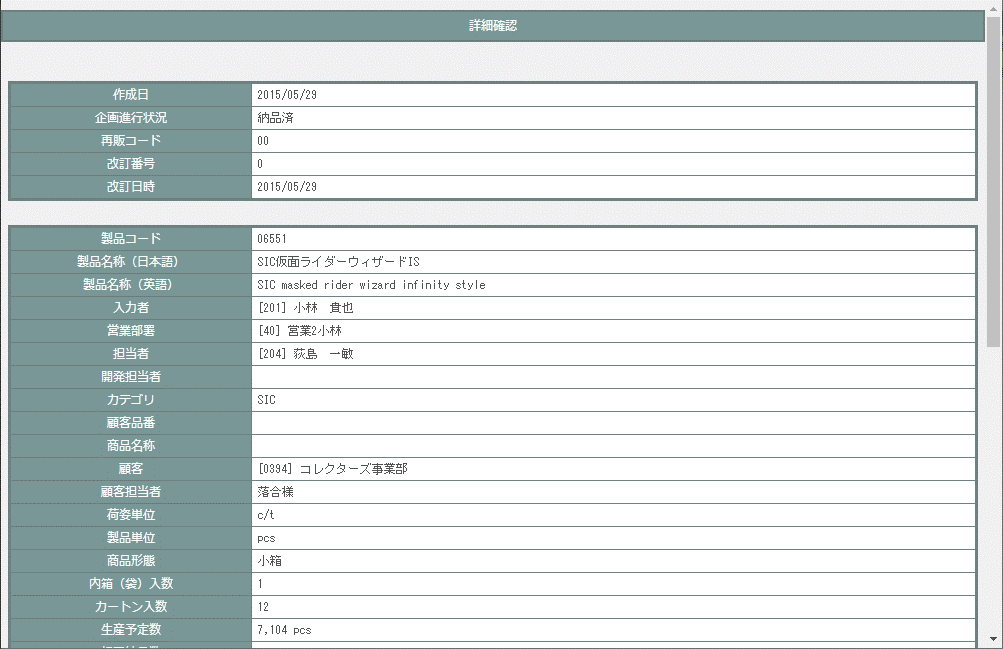 詳細確認
作成日 2015/05/29
企画進行状況 納品済
再販コード 00
改訂番号 0
改訂日時 2015/05/29
製品コード 06551
製品名称（日本語） SIC仮面ライダーウィザードIS
製品名称（英語） SIC masked rider wizard infinity style
入力者 [201] 小林　貴也
営業部署 [40] 営業2小林
担当者 [204] 荻島　一敏
開発担当者
カテゴリ SIC
顧客品番
商品名称
顧客 [0394] コレクターズ事業部
顧客担当者 落合様
荷姿単位 c/t
製品単位 pcs
商品形態 小箱
内箱（袋）入数 1
カートン入数 12
生産予定数 7,104 pcs